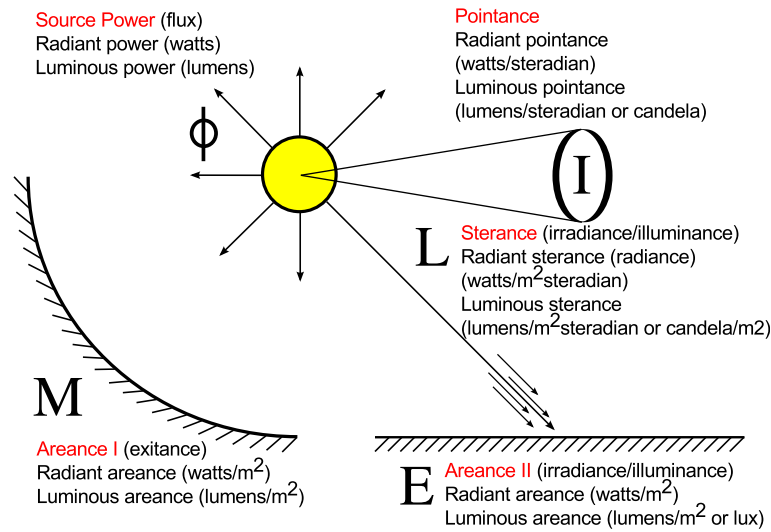 Source Power (flux)
Radiant power (watts)
Luminous power (lumens)
ϕ
Pointance
Radiant pointance
(watts/steradian)
Luminous pointance
(lumens/steradian or candela)
I
L
Sterance (irradiance/illuminance)
Radiant sterance (radiance)
(watts/m²steradian)
Luminous sterance
(lumens/m²steradian or candela/m2)
M
Areance I (exitance)
Radiant areance (watts/m²)
Luminous areance (lumens/m²)
E
Areance II (irradiance/illuminance)
Radiant areance (watts/m²)
Luminous areance (lumens/m² or lux)